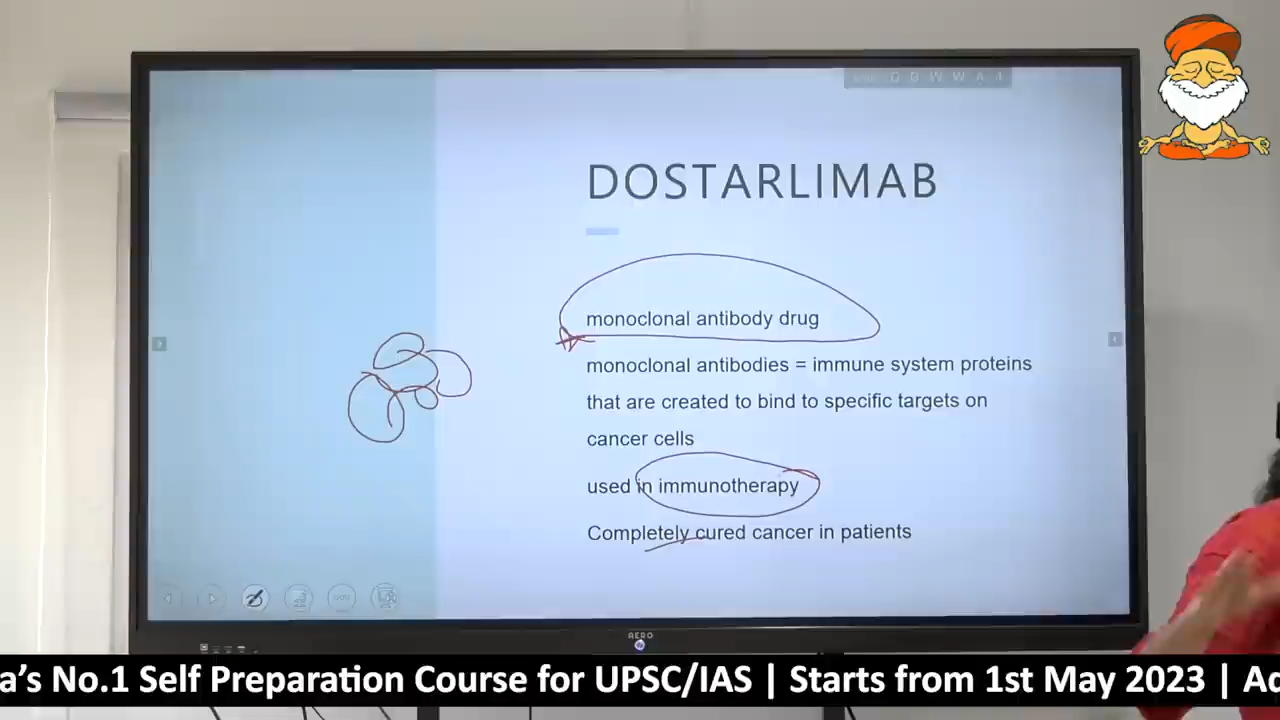 DOSTARLIMAB
monoclonal antibody drug
monoclonal antibodies = immune system proteins
that are created to bind to specific targets on
cancer cells
used in immunotherapy
Completely cured cancer in patients
AERO
a’s No.1 Self Preparation Course for UPSC/IAS | Starts from 1st May 2023 | Ad